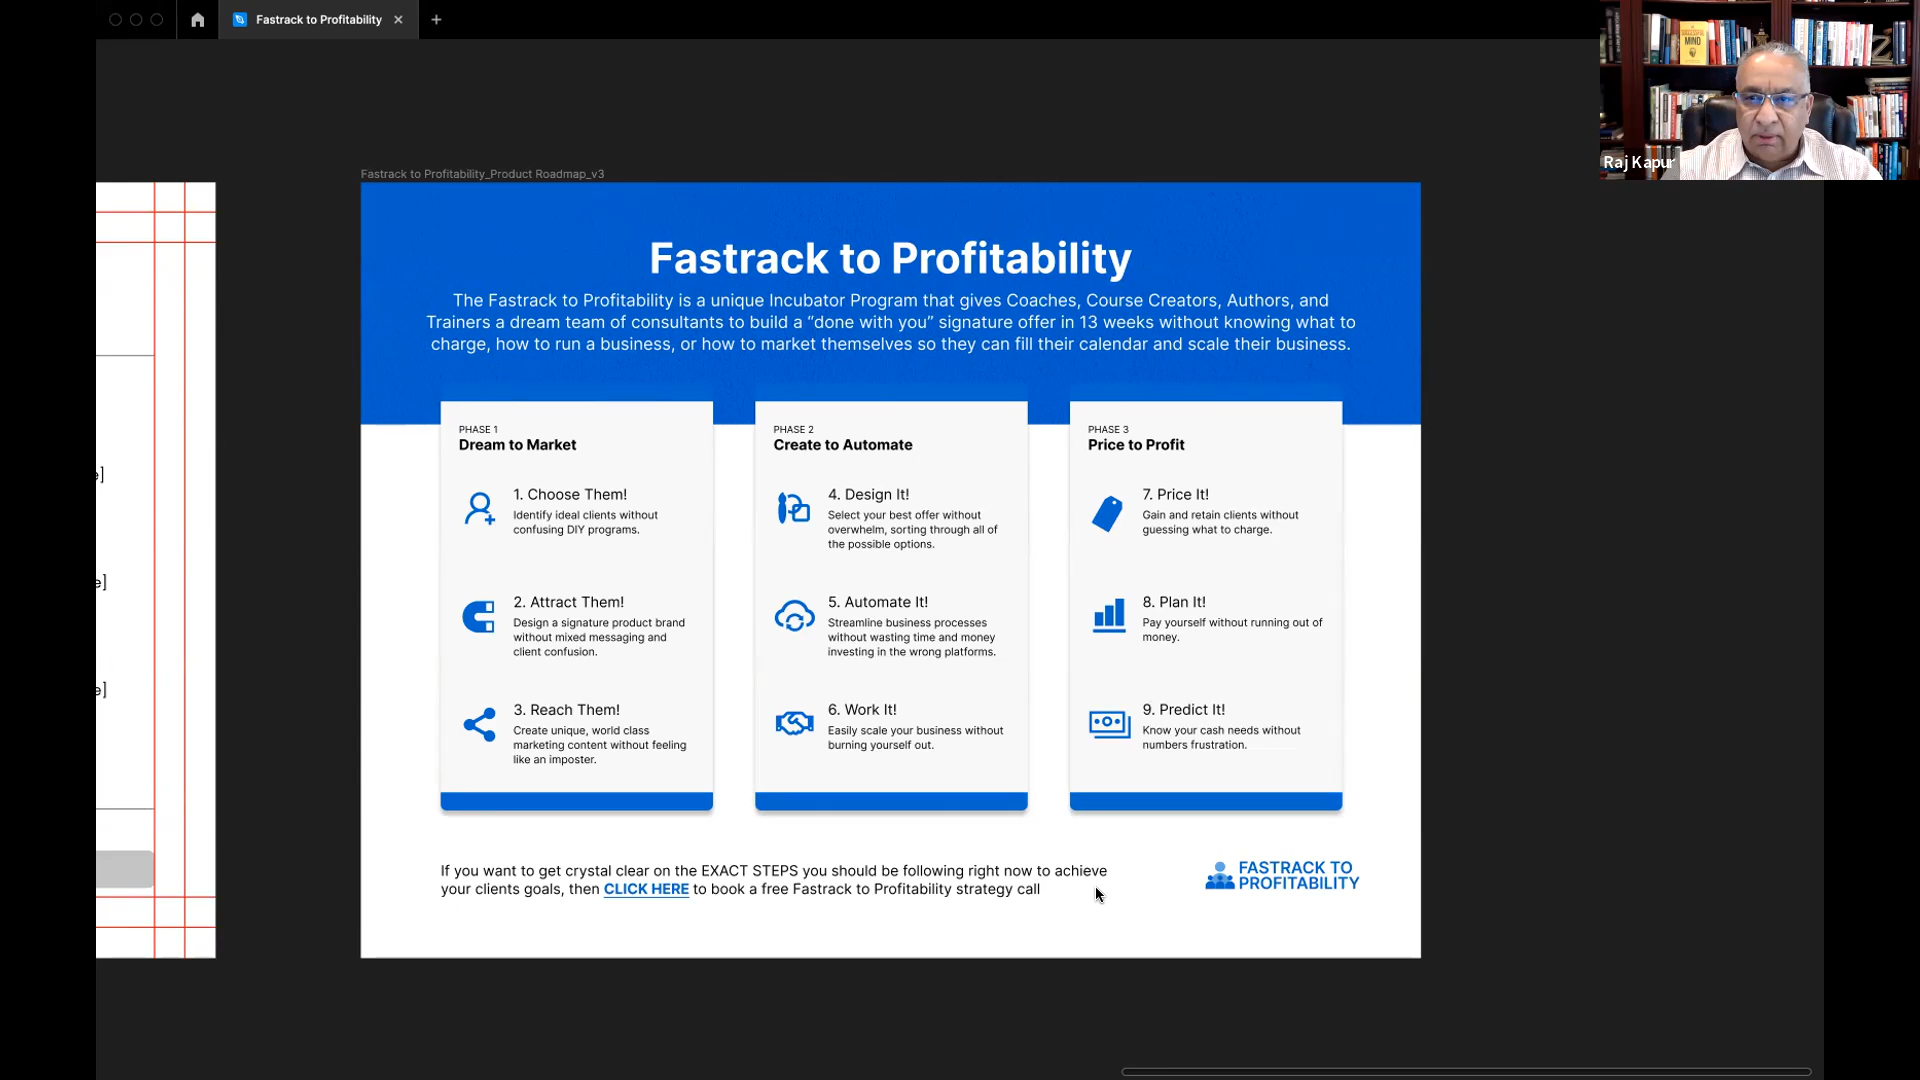 Fastrack to Profitability
SUCCESSFUL
MIND
Raj Kapur
Fastrack to Profitability_Product Roadmap_v3
Fastrack to Profitability
The Fastrack to Profitability is a unique Incubator Program that gives Coaches, Course Creators, Authors, and
Trainers a dream team of consultants to build a “done with you” signature offer in 13 weeks without knowing what to
charge, how to run a business, or how to market themselves so they can fill their calendar and scale their business.
PHASE 1
Dream to Market
1. Choose Them!
Identify ideal clients without
confusing DIY programs.
2. Attract Them!
Design a signature product brand
without mixed messaging and
client confusion.
3. Reach Them!
Create unique, world class
marketing content without feeling
like an imposter.
PHASE 2
Create to Automate
4. Design It!
Select your best offer without
overwhelm, sorting through all of
the possible options.
5. Automate It!
Streamline business processes
without wasting time and money
investing in the wrong platforms.
6. Work It!
Easily scale your business without
burning yourself out.
PHASE 3
Price to Profit
7. Price It!
Gain and retain clients without
guessing what to charge.
8. Plan It!
Pay yourself without running out of
money.
9. Predict It!
Know your cash needs without
numbers frustration.
e]
e]
e]
If you want to get crystal clear on the EXACT STEPS you should be following right now to achieve
your clients goals, then CLICK HERE to book a free Fastrack to Profitability strategy call
FASTRACK TO
PROFITABILITY